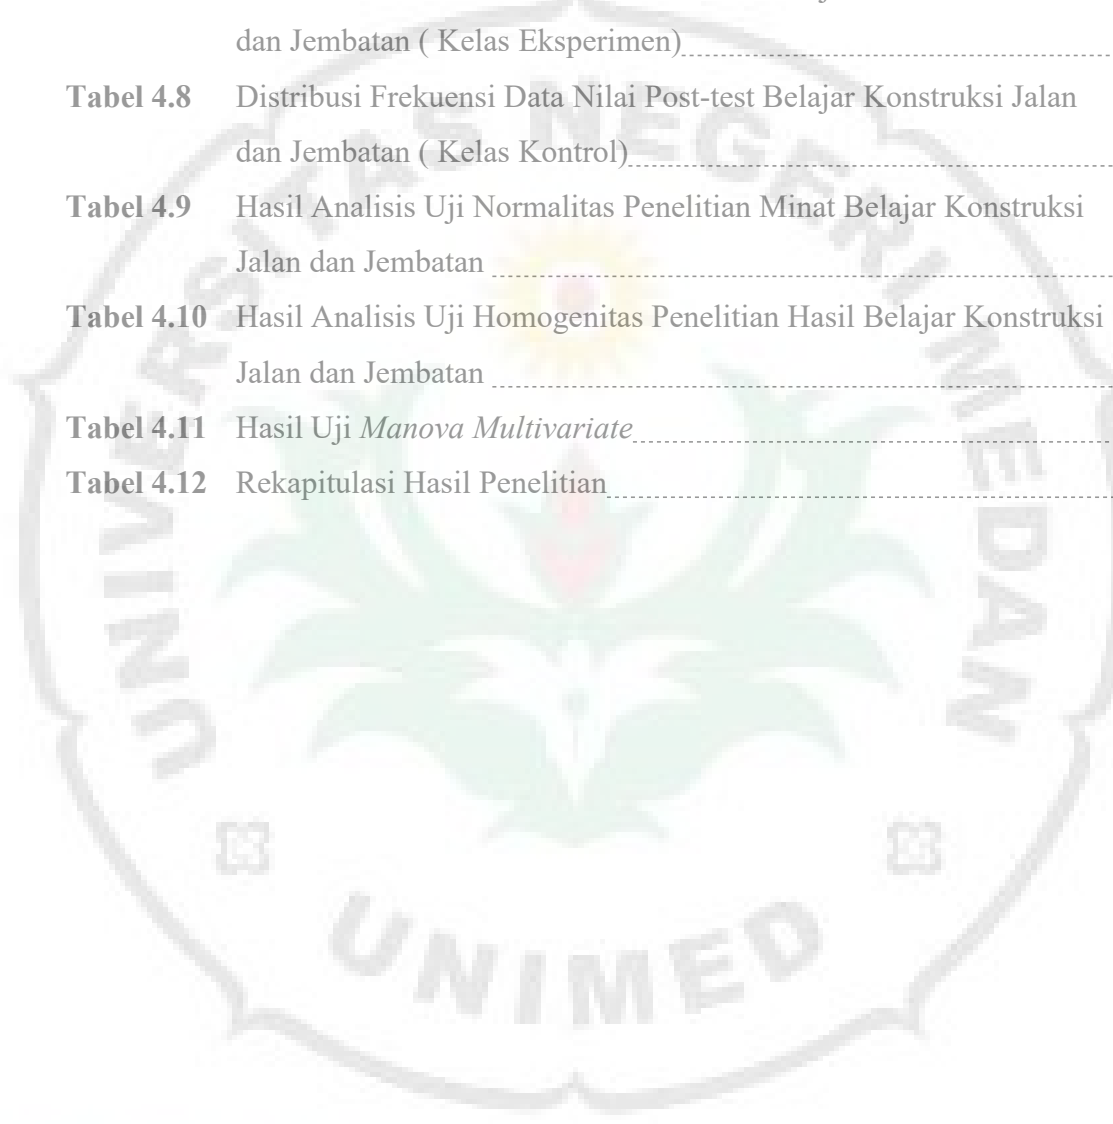 dan Jembatan ( Kelas Eksperimen)
Tabel 4.8 Distribusi Frekuensi Data Nilai Post-test Belajar Konstruksi Jalan
dan Jembatan ( Kelas Kontrol)
Tabel 4.9 Hasil Analisis Uji Normalitas Penelitian Minat Belajar Konstruksi
Jalan dan Jembatan
Tabel 4.10 Hasil Analisis Uji Homogenitas Penelitian Hasil Belajar Konstruksi
Jalan dan Jembatan
Tabel 4.11 Hasil Uji Manova Multivariate
Tabel 4.12 Rekapitulasi Hasil Penelitian
UNIVERSITAS NEGERI MEDAN
UNIMED